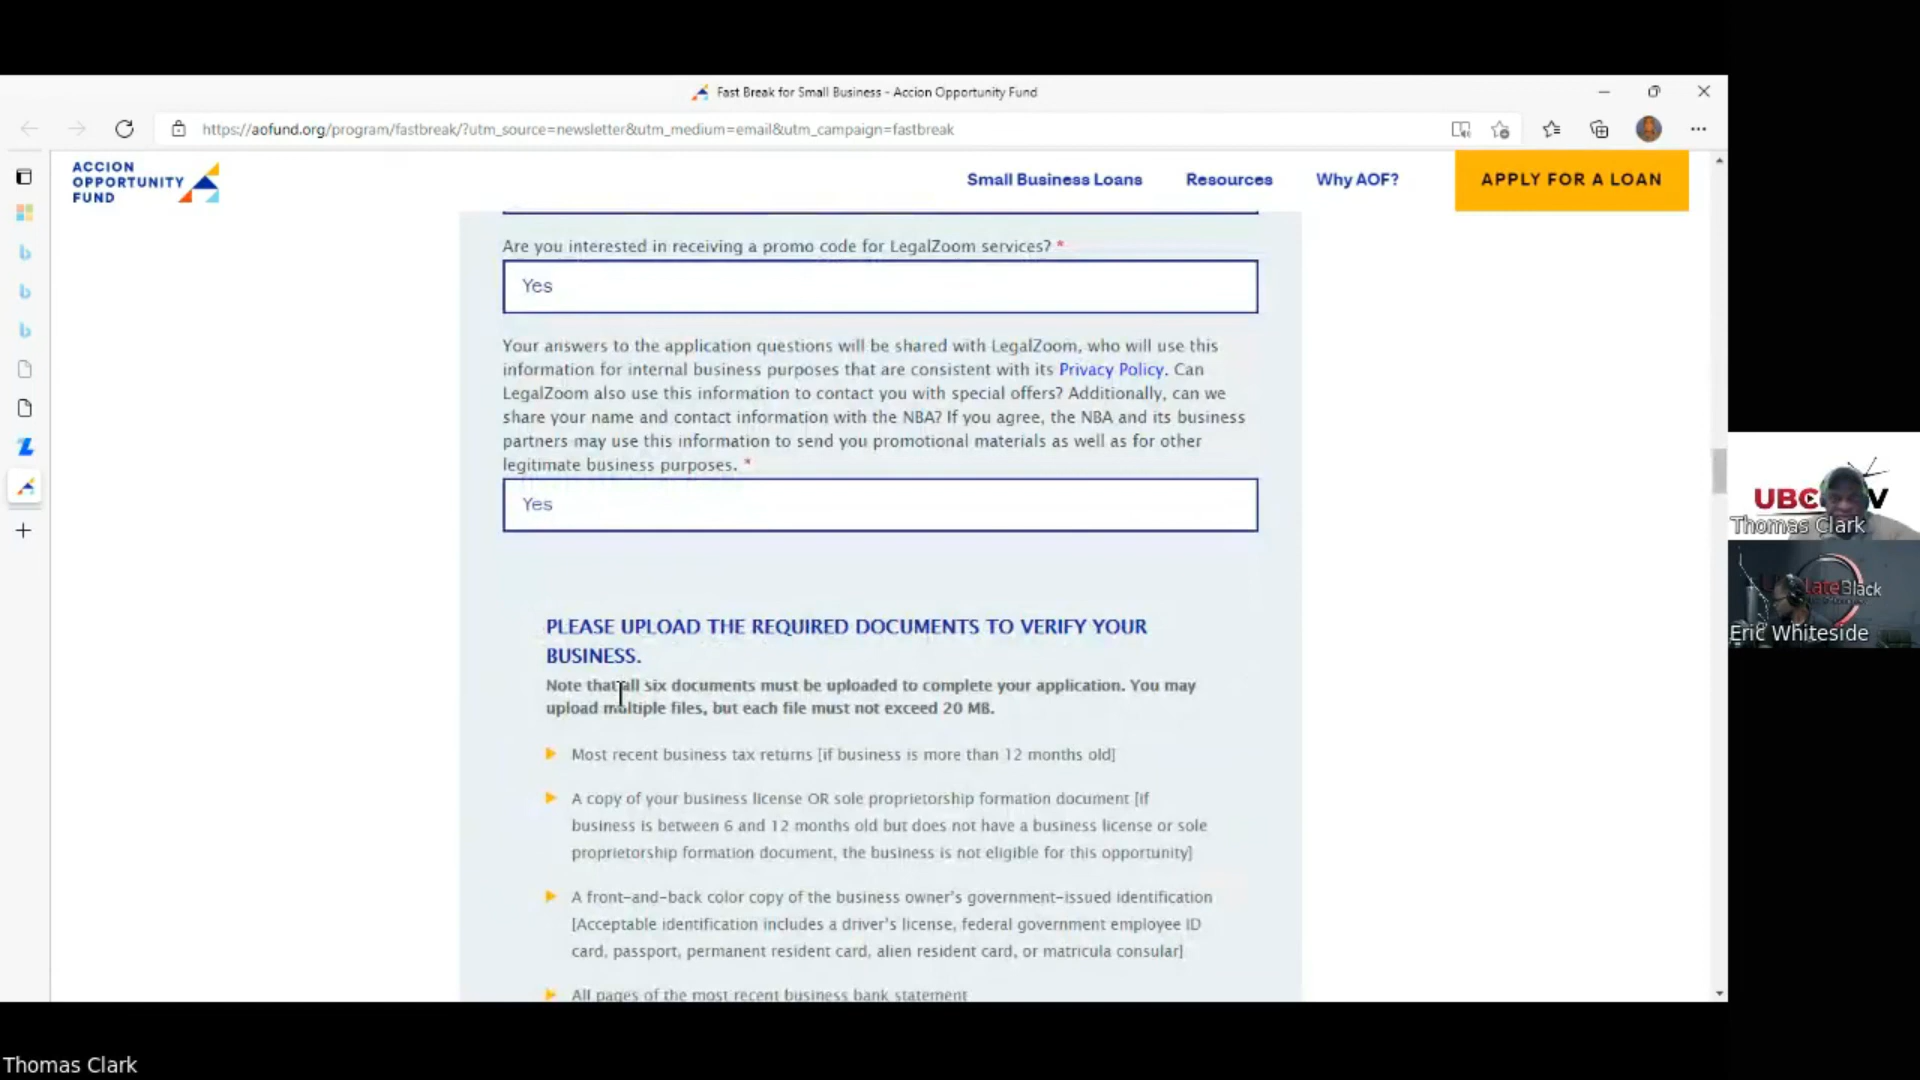 Fast Break for Small Business - Accion Opportunity Fund
https://aofund.org/program/fastbreak/?utm_source=newsletter&utm_medium=email&utm_campaign=fastbreak
ACCION
OPPORTUNITY
FUND
Small Business Loans
Resources
Why AOF?
APPLY FOR A LOAN
Are you interested in receiving a promo code for LegalZoom services? *
Yes
Your answers to the application questions will be shared with LegalZoom, who will use this
information for internal business purposes that are consistent with its Privacy Policy. Can
LegalZoom also use this information to contact you with special offers? Additionally, can we
share your name and contact information with the NBA? If you agree, the NBA and its business
partners may use this information to send you promotional materials as well as for other
legitimate business purposes. *
Yes
PLEASE UPLOAD THE REQUIRED DOCUMENTS TO VERIFY YOUR
BUSINESS.
Note that all six documents must be uploaded to complete your application. You may
upload multiple files, but each file must not exceed 20 MB.
Most recent business tax returns [if business is more than 12 months old]
A copy of your business license OR sole proprietorship formation document [if
business is between 6 and 12 months old but does not have a business license or sole
proprietorship formation document, the business is not eligible for this opportunity]
A front-and-back color copy of the business owner's government-issued identification
[Acceptable identification includes a driver's license, federal government employee ID
card, passport, permanent resident card, alien resident card, or matricula consular]
All pages of the most recent business bank statement
UBC V
Thomas Clark
LateBlack
Eric Whiteside
Thomas Clark